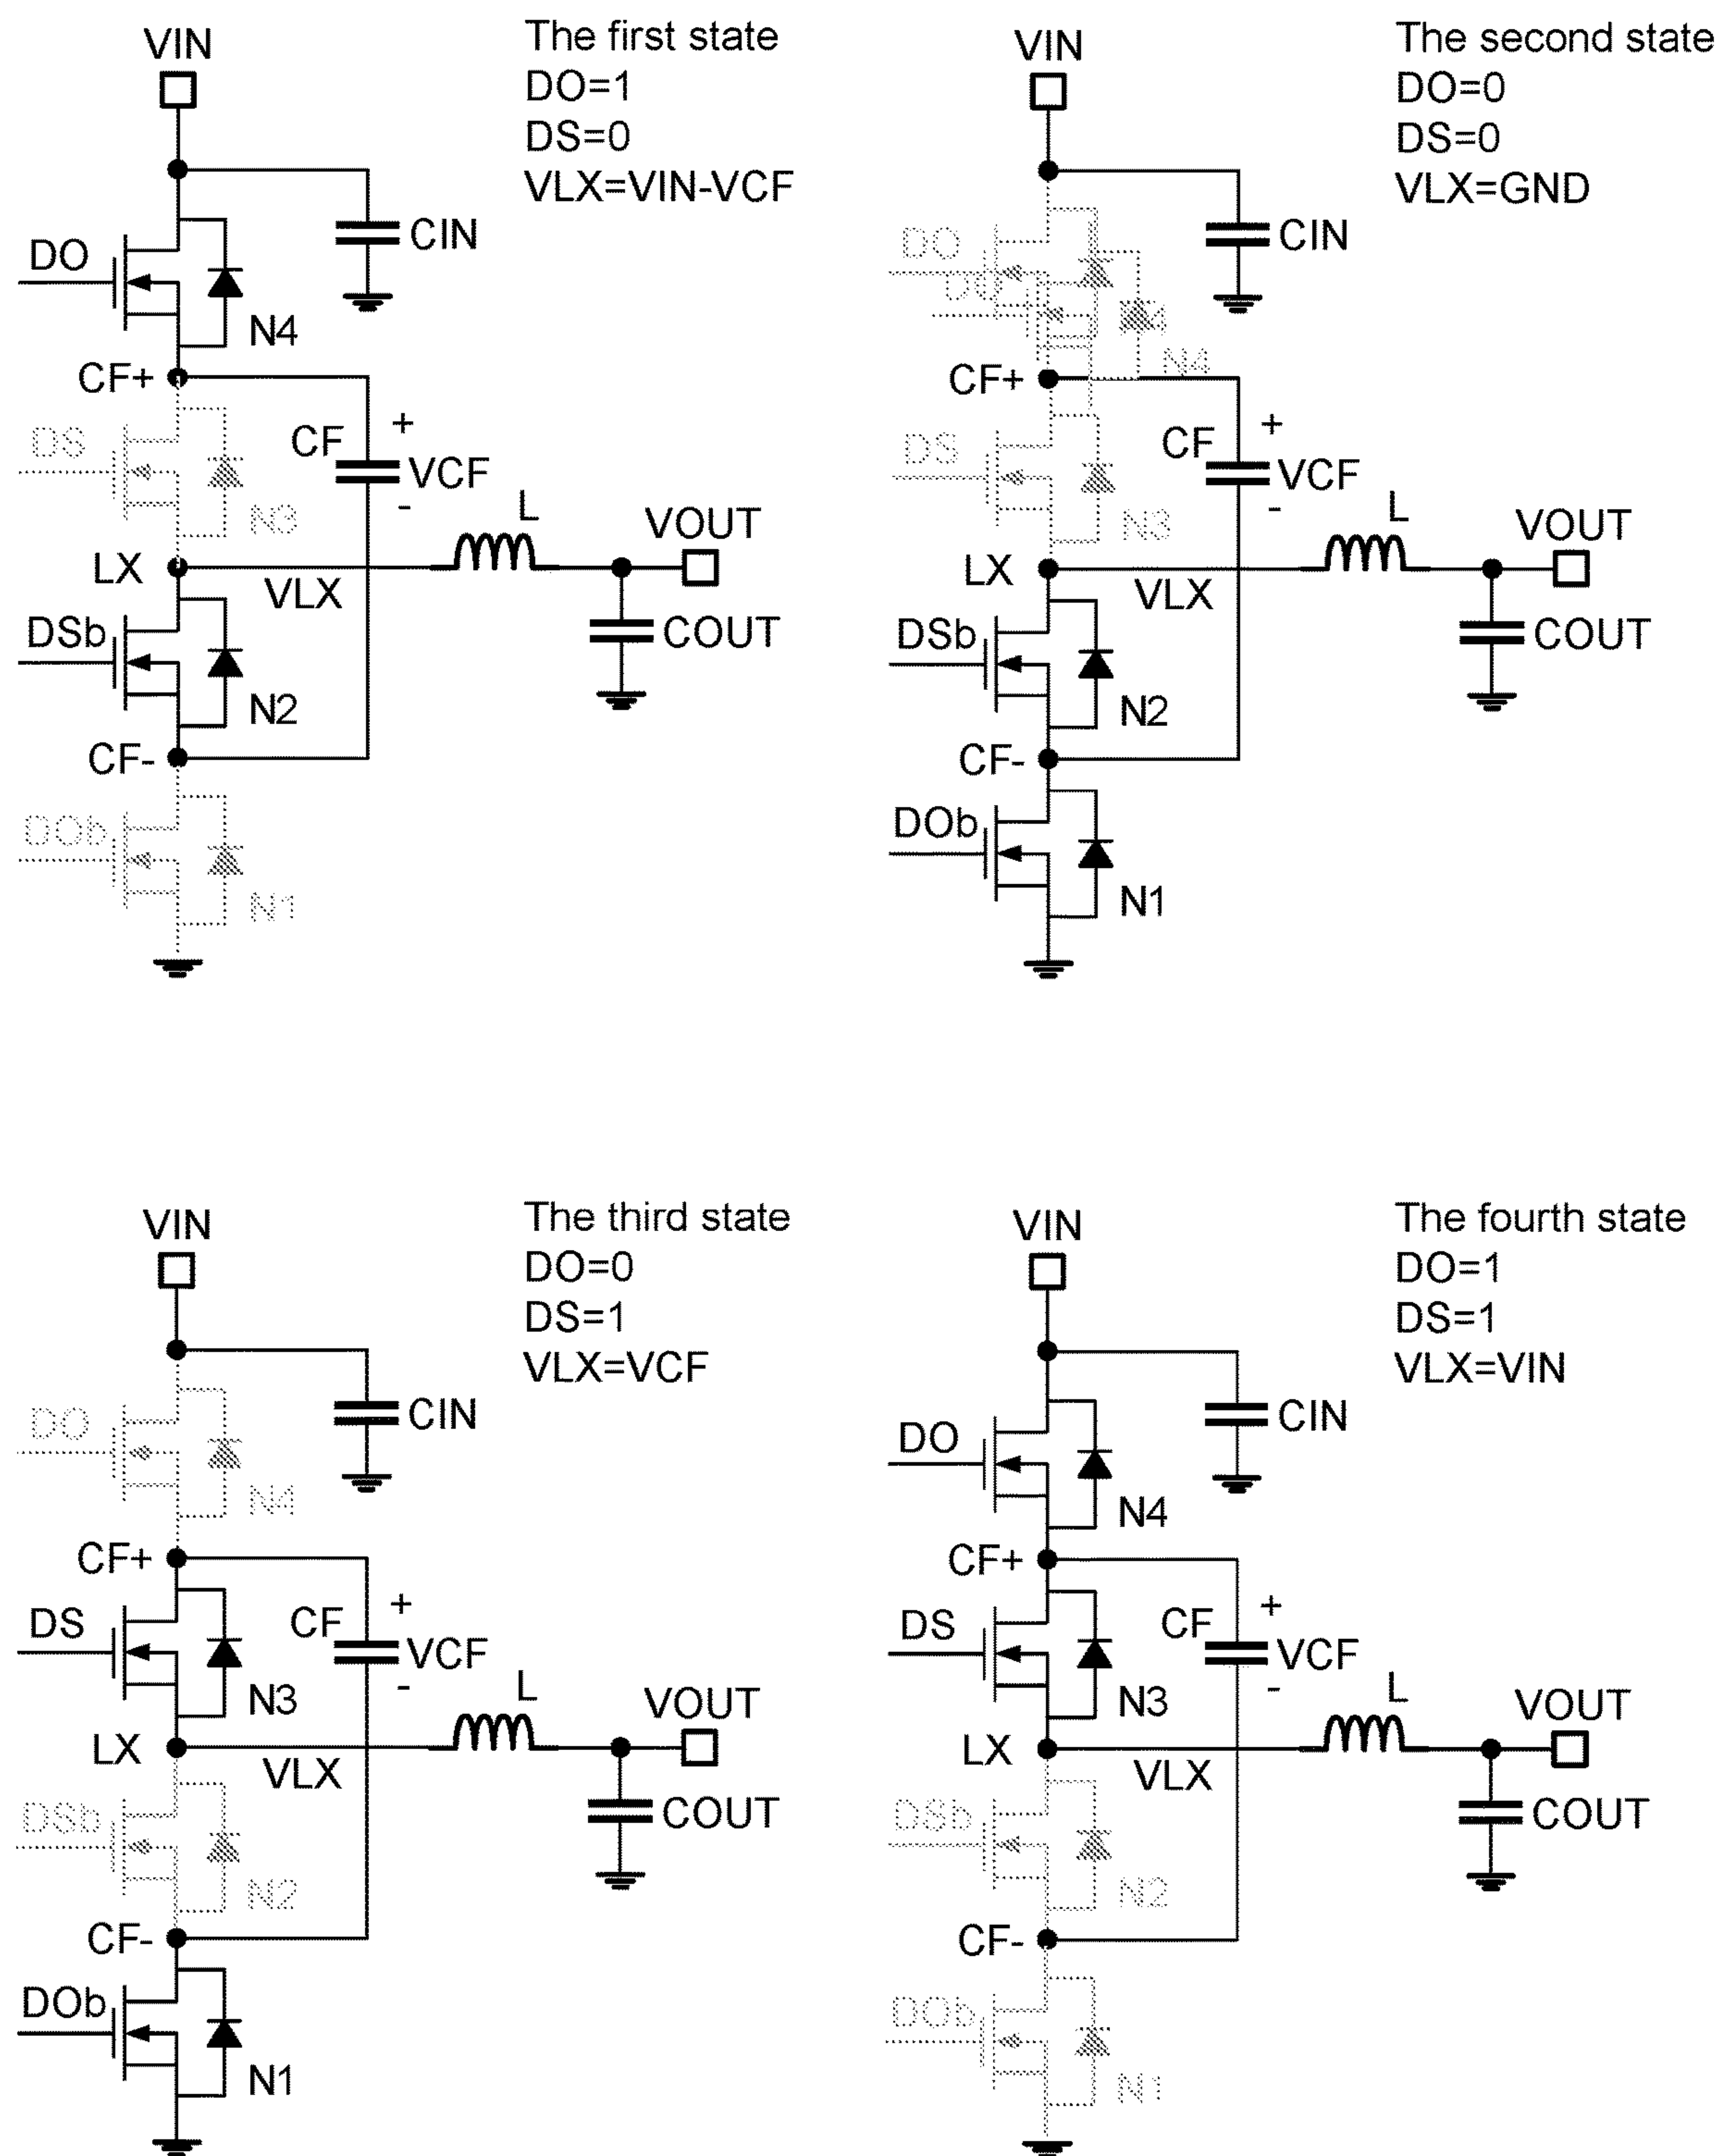 VIN
The first state
DO=1
DS=0
VLX=VIN-VCF
CIN
DO
N4
CF+
DS
CF
+
VCF
-
N3
L
VOUT
LX
VLX
DSb
COUT
N2
CF-
DOb
N1
VIN
The second state
DO=0
DS=0
VLX=GND
CIN
DO
DO
N4
N4
CF+
DS
CF
+
VCF
-
N3
L
VOUT
LX
VLX
DSb
COUT
N2
CF-
DOb
N1
VIN
The third state
DO=0
DS=1
VLX=VCF
CIN
DO
N4
CF+
DS
CF
+
VCF
-
N3
L
VOUT
LX
VLX
DSb
COUT
N2
CF-
DOb
N1
VIN
The fourth state
DO=1
DS=1
VLX=VIN
CIN
DO
N4
CF+
DS
CF
+
VCF
-
N3
L
VOUT
LX
VLX
DSb
COUT
N2
CF-
DOb
N1